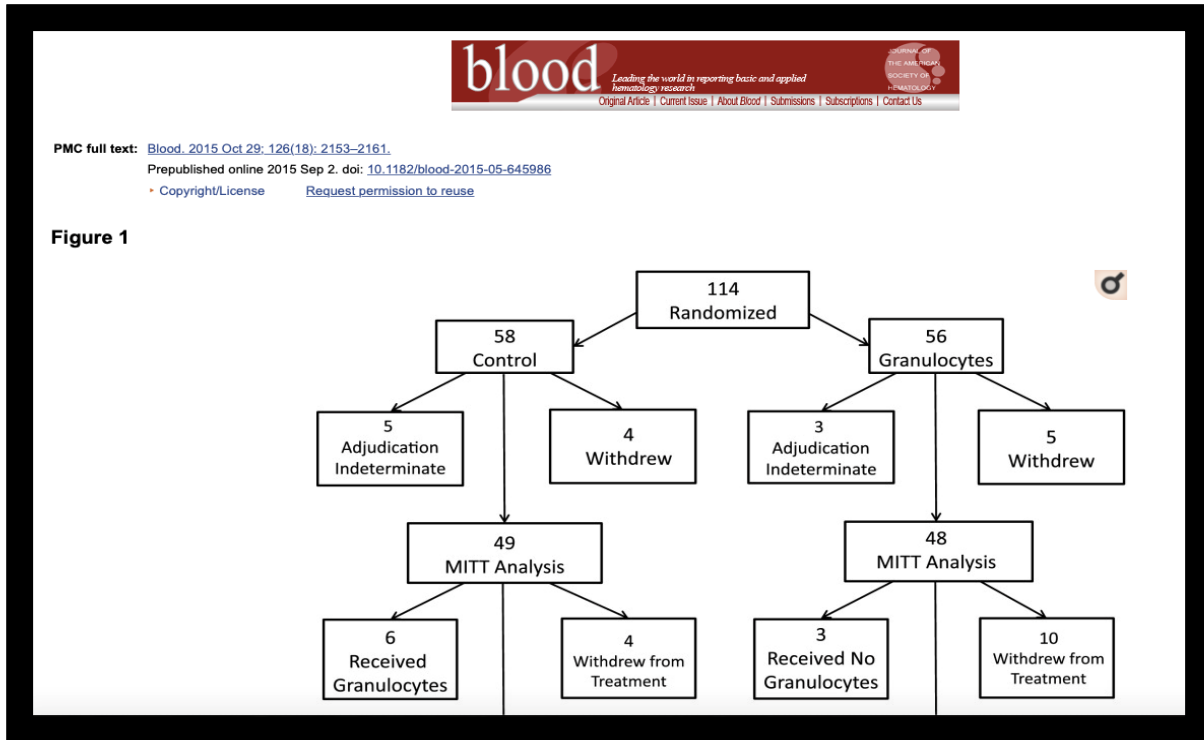 blood
Leading the world in reporting basic and applied
hematology research
JOURNAL OF
THE AMERICAN
SOCIETY OF
HEMATOLOGY
Original Article | Current Issue | About Blood | Submissions | Subscriptions | Contact Us
PMC full text: Blood. 2015 Oct 29; 126(18): 2153–2161.
Prepublished online 2015 Sep 2. doi: 10.1182/blood-2015-05-645986
Copyright/License Request permission to reuse
Figure 1
114
Randomized
58
Control
56
Granulocytes
5
Adjudication
Indeterminate
4
Withdrew
3
Adjudication
Indeterminate
5
Withdrew
49
MITT Analysis
48
MITT Analysis
6
Received
Granulocytes
4
Withdrew from
Treatment
3
Received No
Granulocytes
10
Withdrew from
Treatment